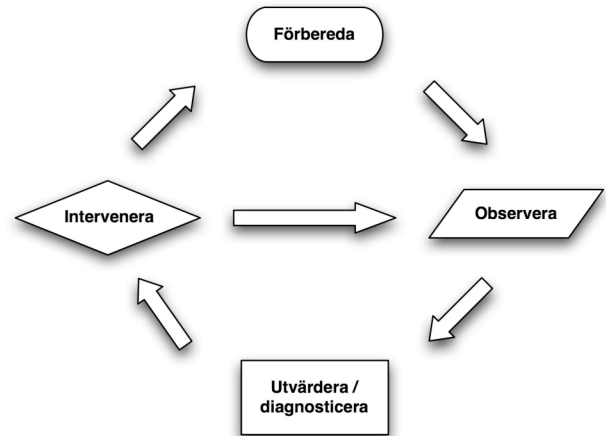 Förbereda
Intervenera
Observera
Utvärdera /
diagnosticera